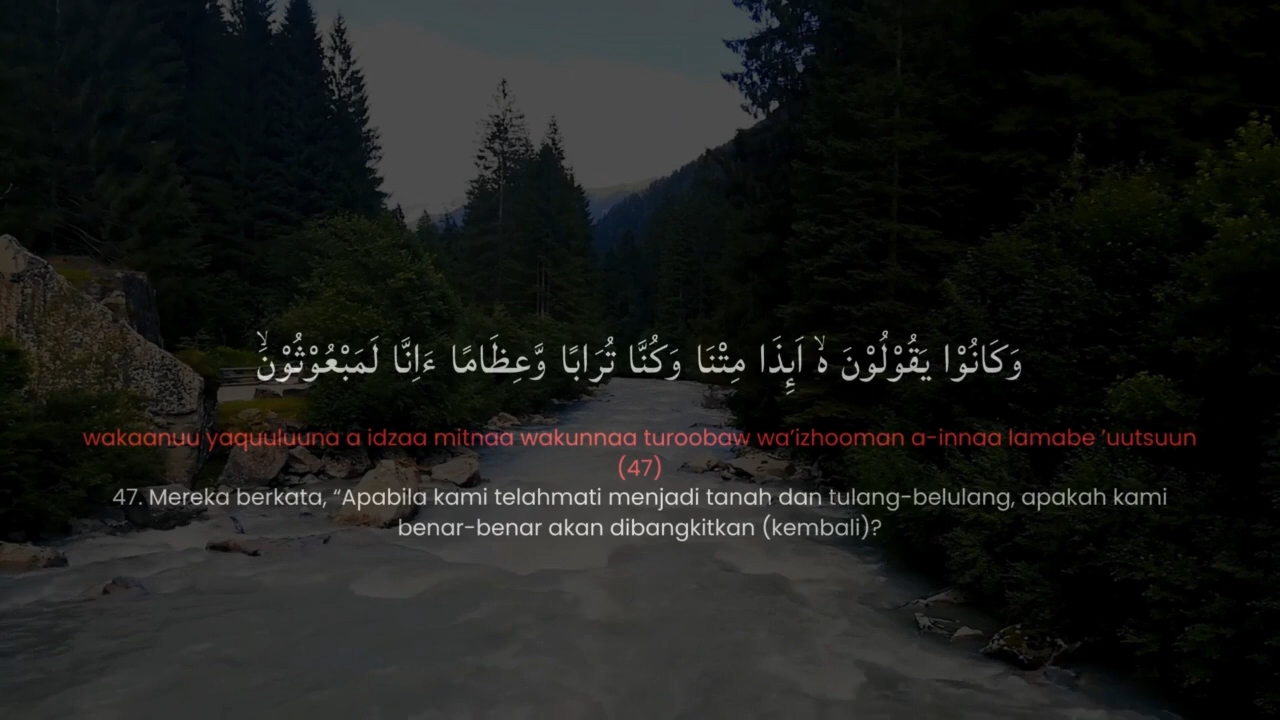 وَكَانُوْا يَقُوْلُوْنَ ەۙ اَىِٕذَا مِتْنَا وَكُنَّا تُرَابًا وَّعِظَامًا ءَاِنَّا لَمَبْعُوْثُوْنَۙ
wakaanuu yaquuluuna a idzaa mitnaa wakunnaa turoobaw wa’izhooman a-innaa lamabe ’uutsuun
(47)
47. Mereka berkata, “Apabila kami telahmati menjadi tanah dan tulang-belulang, apakah kami
benar-benar akan dibangkitkan (kembali)?